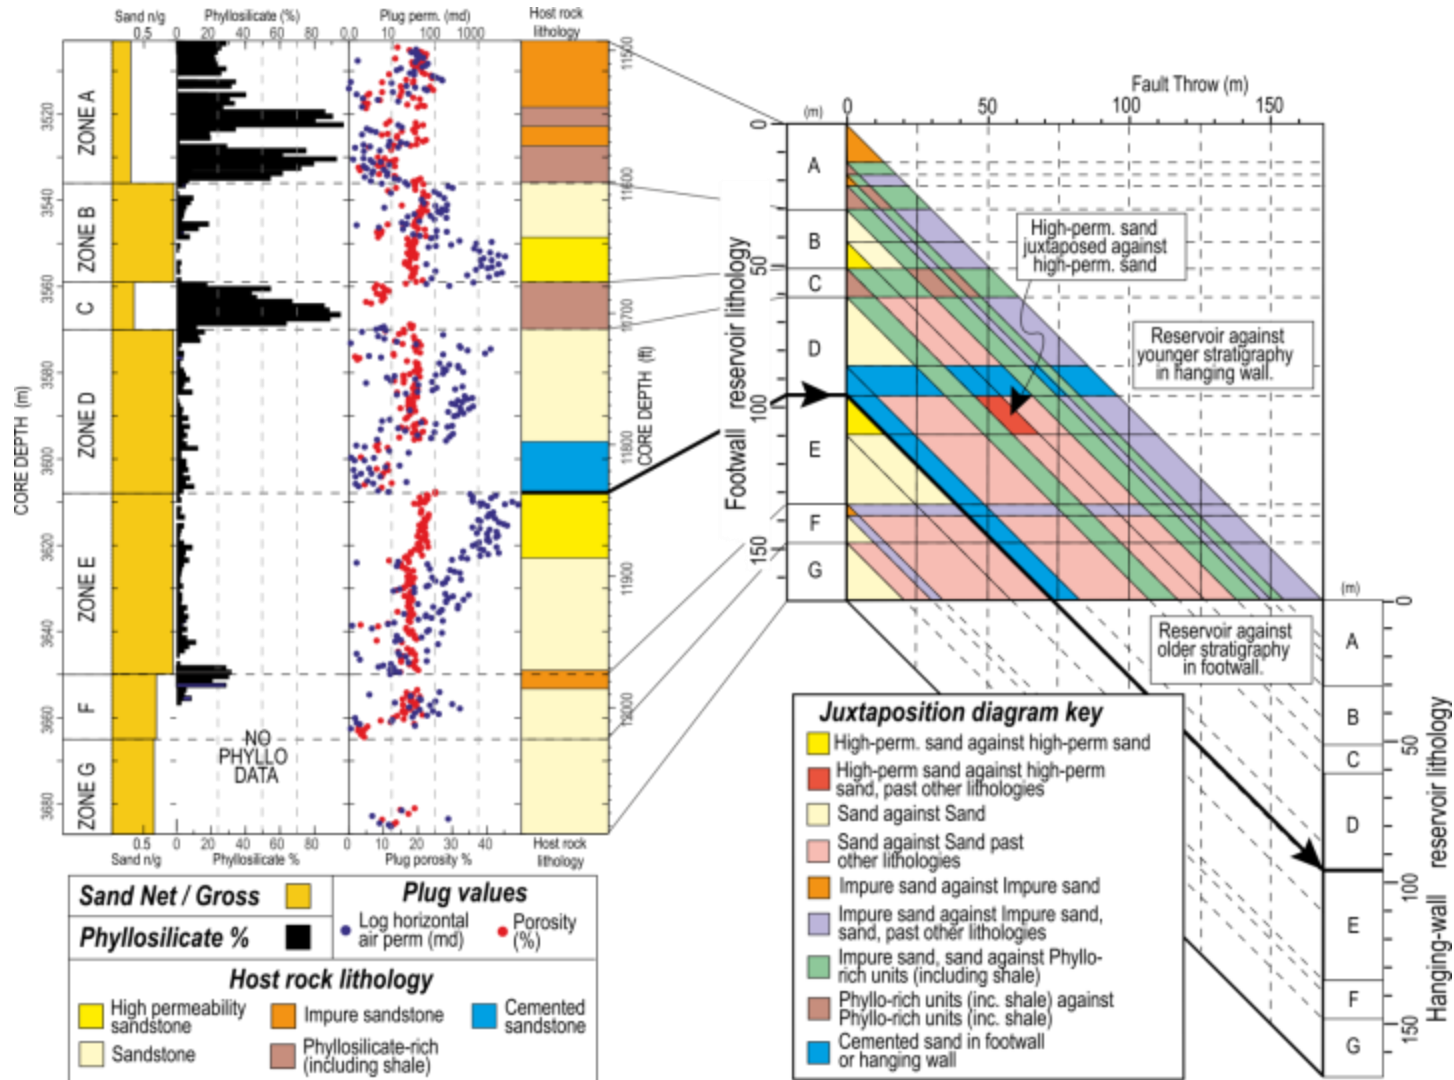 Sand n/g
0.5
Phyllosilicate (%)
0 20 40 60 80
Plug perm. (md)
0.0 10 100 1000
Host rock
lithology
CORE DEPTH (m)
3520
3540
3560
3580
3600
3620
3640
3660
3680
ZONE A
ZONE B
C
ZONE D
ZONE E
F
ZONE G
NO
PHYLLO
DATA
11500
11600
11700
11800
11900
12000
CORE DEPTH (ft)
0.5
Sand n/g
0 20 40 60 80
Phyllosilicate %
0 10 20 30 40
Plug porosity %
Host rock
lithology
Sand Net / Gross
Phyllosilicate %
Plug values
Log horizontal
air perm (md)
Porosity
(%)
Host rock lithology
High permeability
sandstone
Impure sandstone
Cemented
sandstone
Sandstone
Phyllosilicate-rich
(including shale)
Fault Throw (m)
(m)
0 50 100 150
Footwall reservoir lithology
0
50
100
150
A
B
C
D
E
F
G
High-perm. sand
juxtaposed against
high-perm. sand
Reservoir against
younger stratigraphy
in hanging wall.
Reservoir against
older stratigraphy
in footwall.
(m)
0
50
100
150
A
B
C
D
E
F
G
Hanging-wall reservoir lithology
Juxtaposition diagram key
High-perm. sand against high-perm sand
High-perm sand against high-perm
sand, past other lithologies
Sand against Sand
Sand against Sand past
other lithologies
Impure sand against Impure sand
Impure sand against Impure sand,
sand, past other lithologies
Impure sand, sand against Phyllo-
rich units (including shale)
Phyllo-rich units (inc. shale) against
Phyllo-rich units (inc. shale)
Cemented sand in footwall
or hanging wall